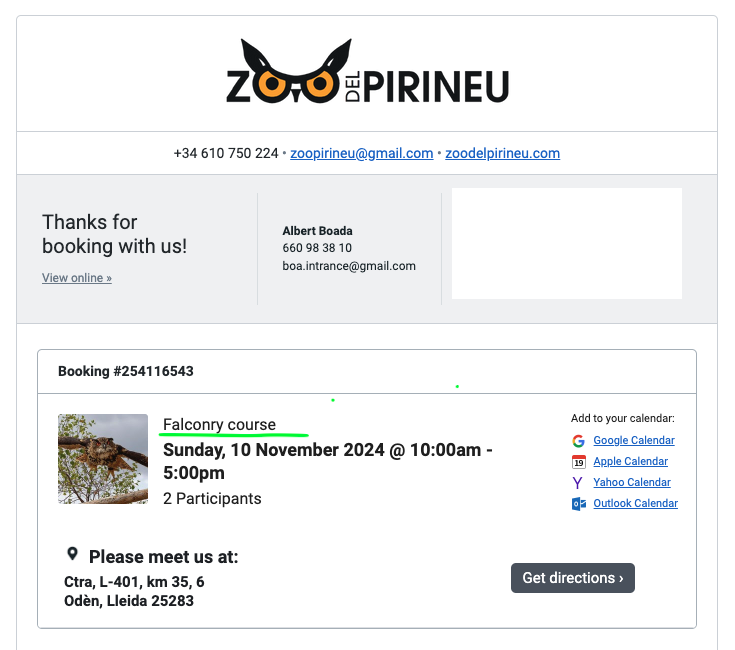 ZOO DEL PIRINEU
+34 610 750 224 • zoopirineu@gmail.com • zoodelpirineu.com
Thanks for
booking with us!
View online »
Albert Boada
660 98 38 10
boa.intrance@gmail.com
Booking #254116543
Falconry course
Sunday, 10 November 2024 @ 10:00am -
5:00pm
2 Participants
Add to your calendar:
Google Calendar
19 Apple Calendar
Yahoo Calendar
Outlook Calendar
Please meet us at:
Ctra, L-401, km 35, 6
Odèn, Lleida 25283
Get directions ›